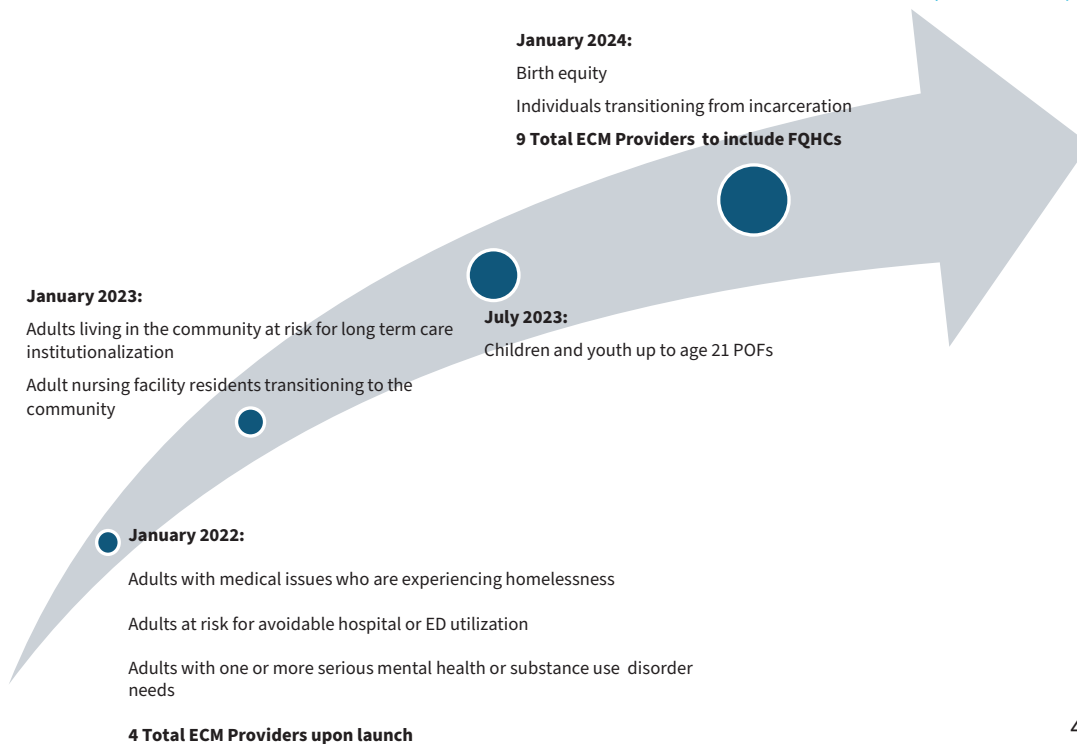 January 2024:
Birth equity
Individuals transitioning from incarceration
9 Total ECM Providers  to include FQHCs
January 2023:
Adults living in the community at risk for long term care
institutionalization
Adult nursing facility residents transitioning to the
community
July 2023:
Children and youth up to age 21 POFs
January 2022:
Adults with medical issues who are experiencing homelessness
Adults at risk for avoidable hospital or ED utilization
Adults with one or more serious mental health or substance use  disorder
needs
4 Total ECM Providers upon launch